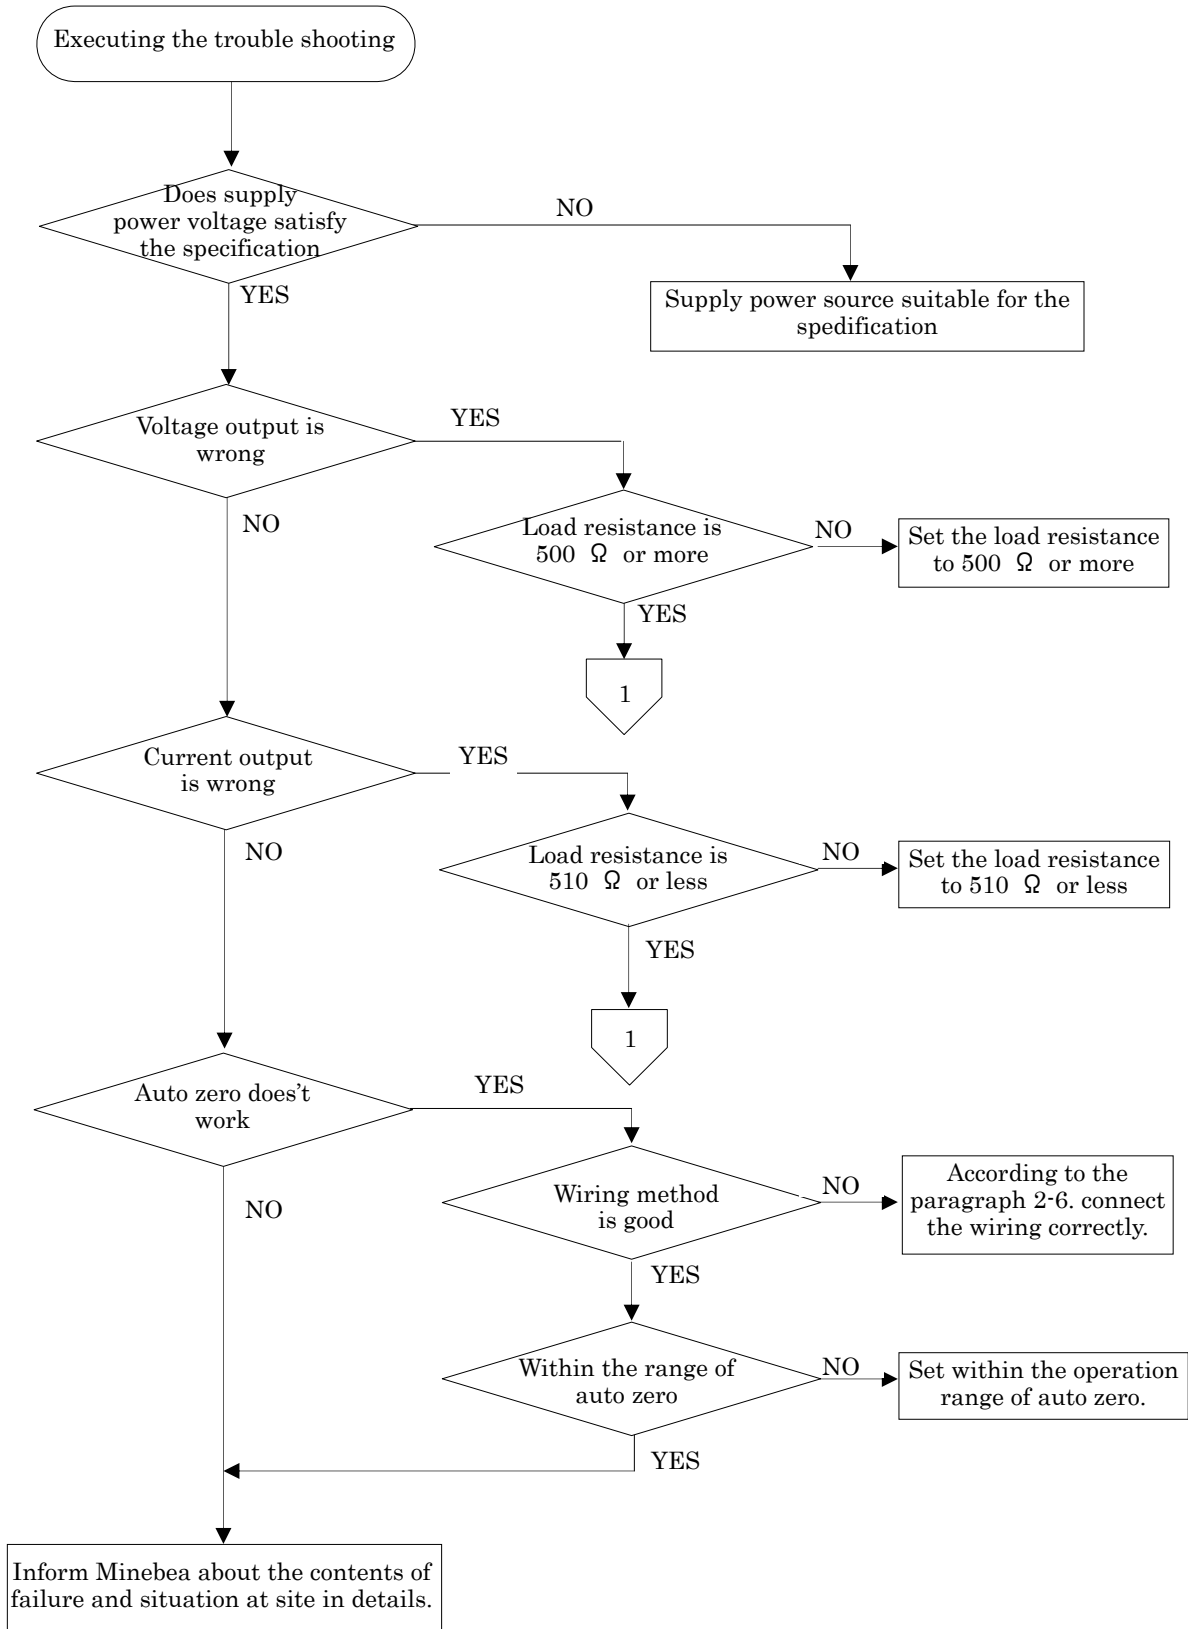 Executing the trouble shooting
Does supply
power voltage satisfy
the specification
NO
YES
Supply power source suitable for the
spedification
Voltage output is
wrong
YES
NO
Load resistance is
500 Ω or more
NO
Set the load resistance
to 500 Ω or more
YES
1
Current output
is wrong
YES
NO
Load resistance is
510 Ω or less
NO
Set the load resistance
to 510 Ω or less
YES
1
Auto zero does't
work
YES
NO
Wiring method
is good
NO
According to the
paragraph 2-6. connect
the wiring correctly.
YES
Within the range of
auto zero
NO
Set within the operation
range of auto zero.
YES
Inform Minebea about the contents of
failure and situation at site in details.